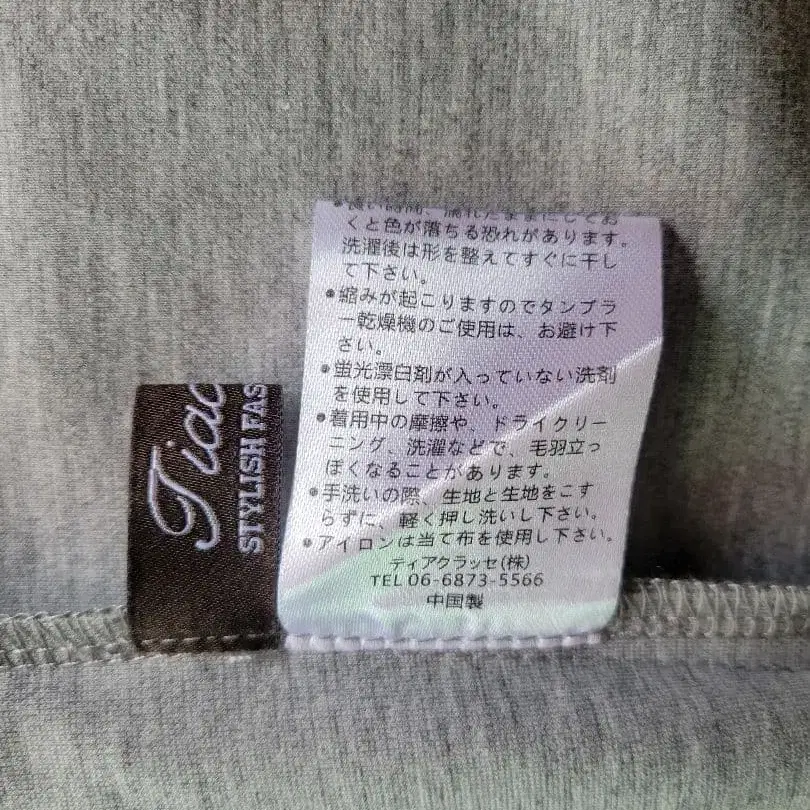 くと色が落ちる恐れがあります。
洗濯後は形を整えてすぐに干し
て下さい。
●縮みが起こりますのでタンブラ
ー乾燥機のご使用は、お避け下
さい。
●蛍光漂白剤が入っていない洗剤
を使用して下さい。
●着用中の摩擦や、ドライクリー
ニング、洗濯などで、毛羽立っ
ぽくなることがあります。
●手洗いの際、生地と生地をこす
らずに、軽く押し洗いし下さい。
●アイロンは当て布を使用し下さい。
ディアクラッセ(株)
TEL 06-6873-5566
中国製
Tiac
STYLISH FAS